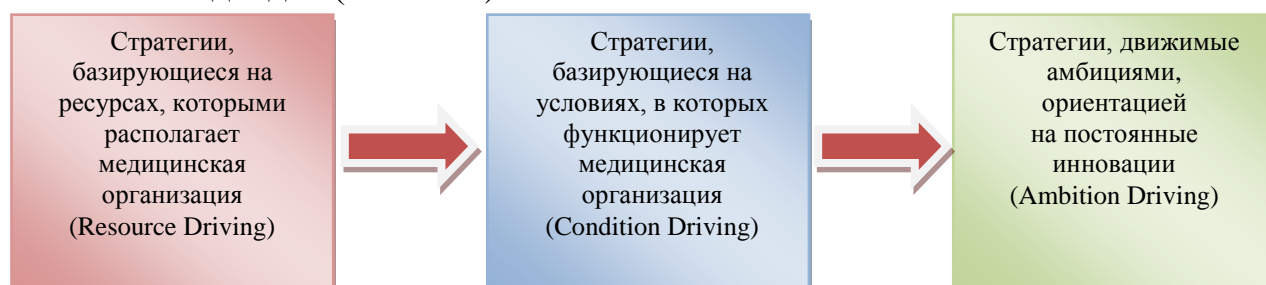 Стратегии,
базирующиеся на
ресурсах, которыми
располагает
медицинская
организация
(Resource Driving)
Стратегии,
базирующиеся на
условиях, в которых
функционирует
медицинская
организация
(Condition Driving)
Стратегии, движимые
амбициями,
ориентацией
на постоянные
инновации
(Ambition Driving)